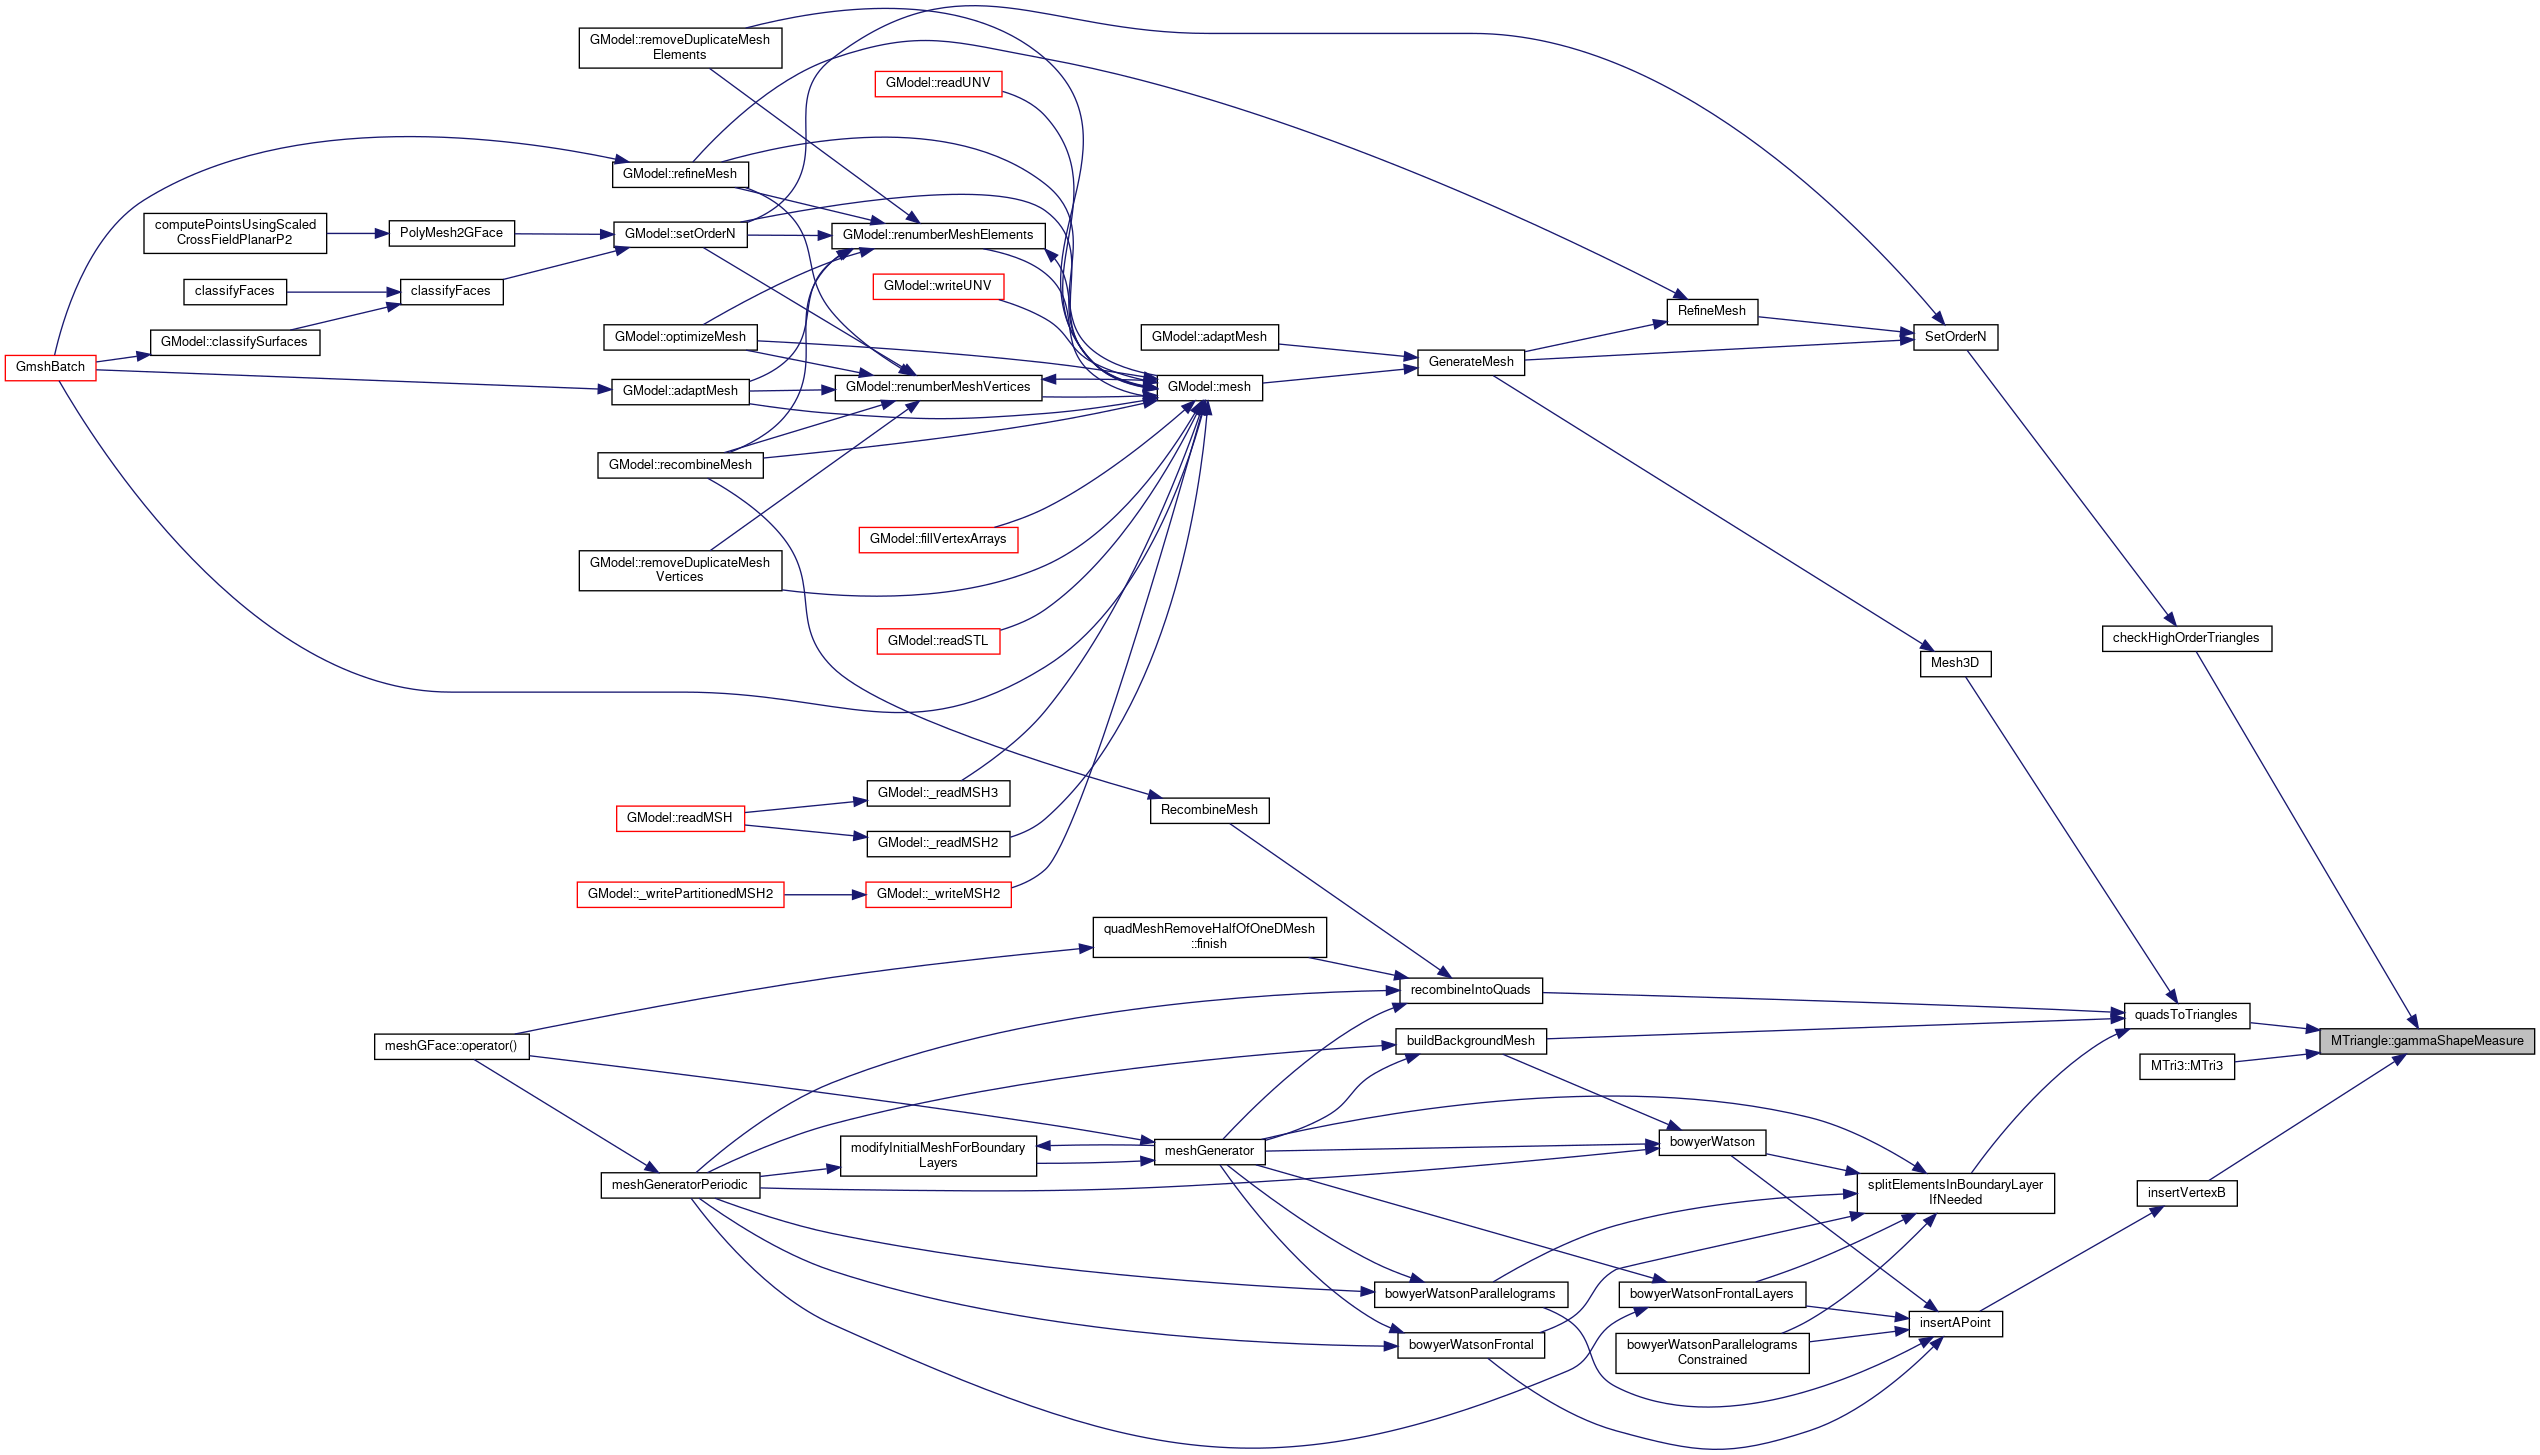 GModel::removeDuplicateMesh
Elements
GModel::readUNV
GModel::refineMesh
computePointsUsingScaled
CrossFieldPlanarP2
PolyMesh2GFace
GModel::setOrderN
GModel::renumberMeshElements
classifyFaces
classifyFaces
GModel::writeUNV
GModel::classifySurfaces
GmshBatch
GModel::optimizeMesh
GModel::adaptMesh
GModel::renumberMeshVertices
GModel::adaptMesh
GModel::mesh
GenerateMesh
RefineMesh
SetOrderN
GModel::recombineMesh
GModel::fillVertexArrays
GModel::removeDuplicateMesh
Vertices
GModel::readSTL
checkHighOrderTriangles
Mesh3D
GModel::_readMSH3
GModel::readMSH
GModel::_readMSH2
RecombineMesh
GModel::_writePartitionedMSH2
GModel::_writeMSH2
quadMeshRemoveHalfOfOneDMesh
::finish
recombineIntoQuads
quadsToTriangles
meshGFace::operator()
buildBackgroundMesh
MTriangle::gammaShapeMeasure
MTri3::MTri3
modifyInitialMeshForBoundary
Layers
meshGenerator
bowyerWatson
meshGeneratorPeriodic
splitElementsInBoundaryLayer
IfNeeded
insertVertexB
bowyerWatsonParallelograms
bowyerWatsonFrontalLayers
insertAPoint
bowyerWatsonFrontal
bowyerWatsonParallelograms
Constrained